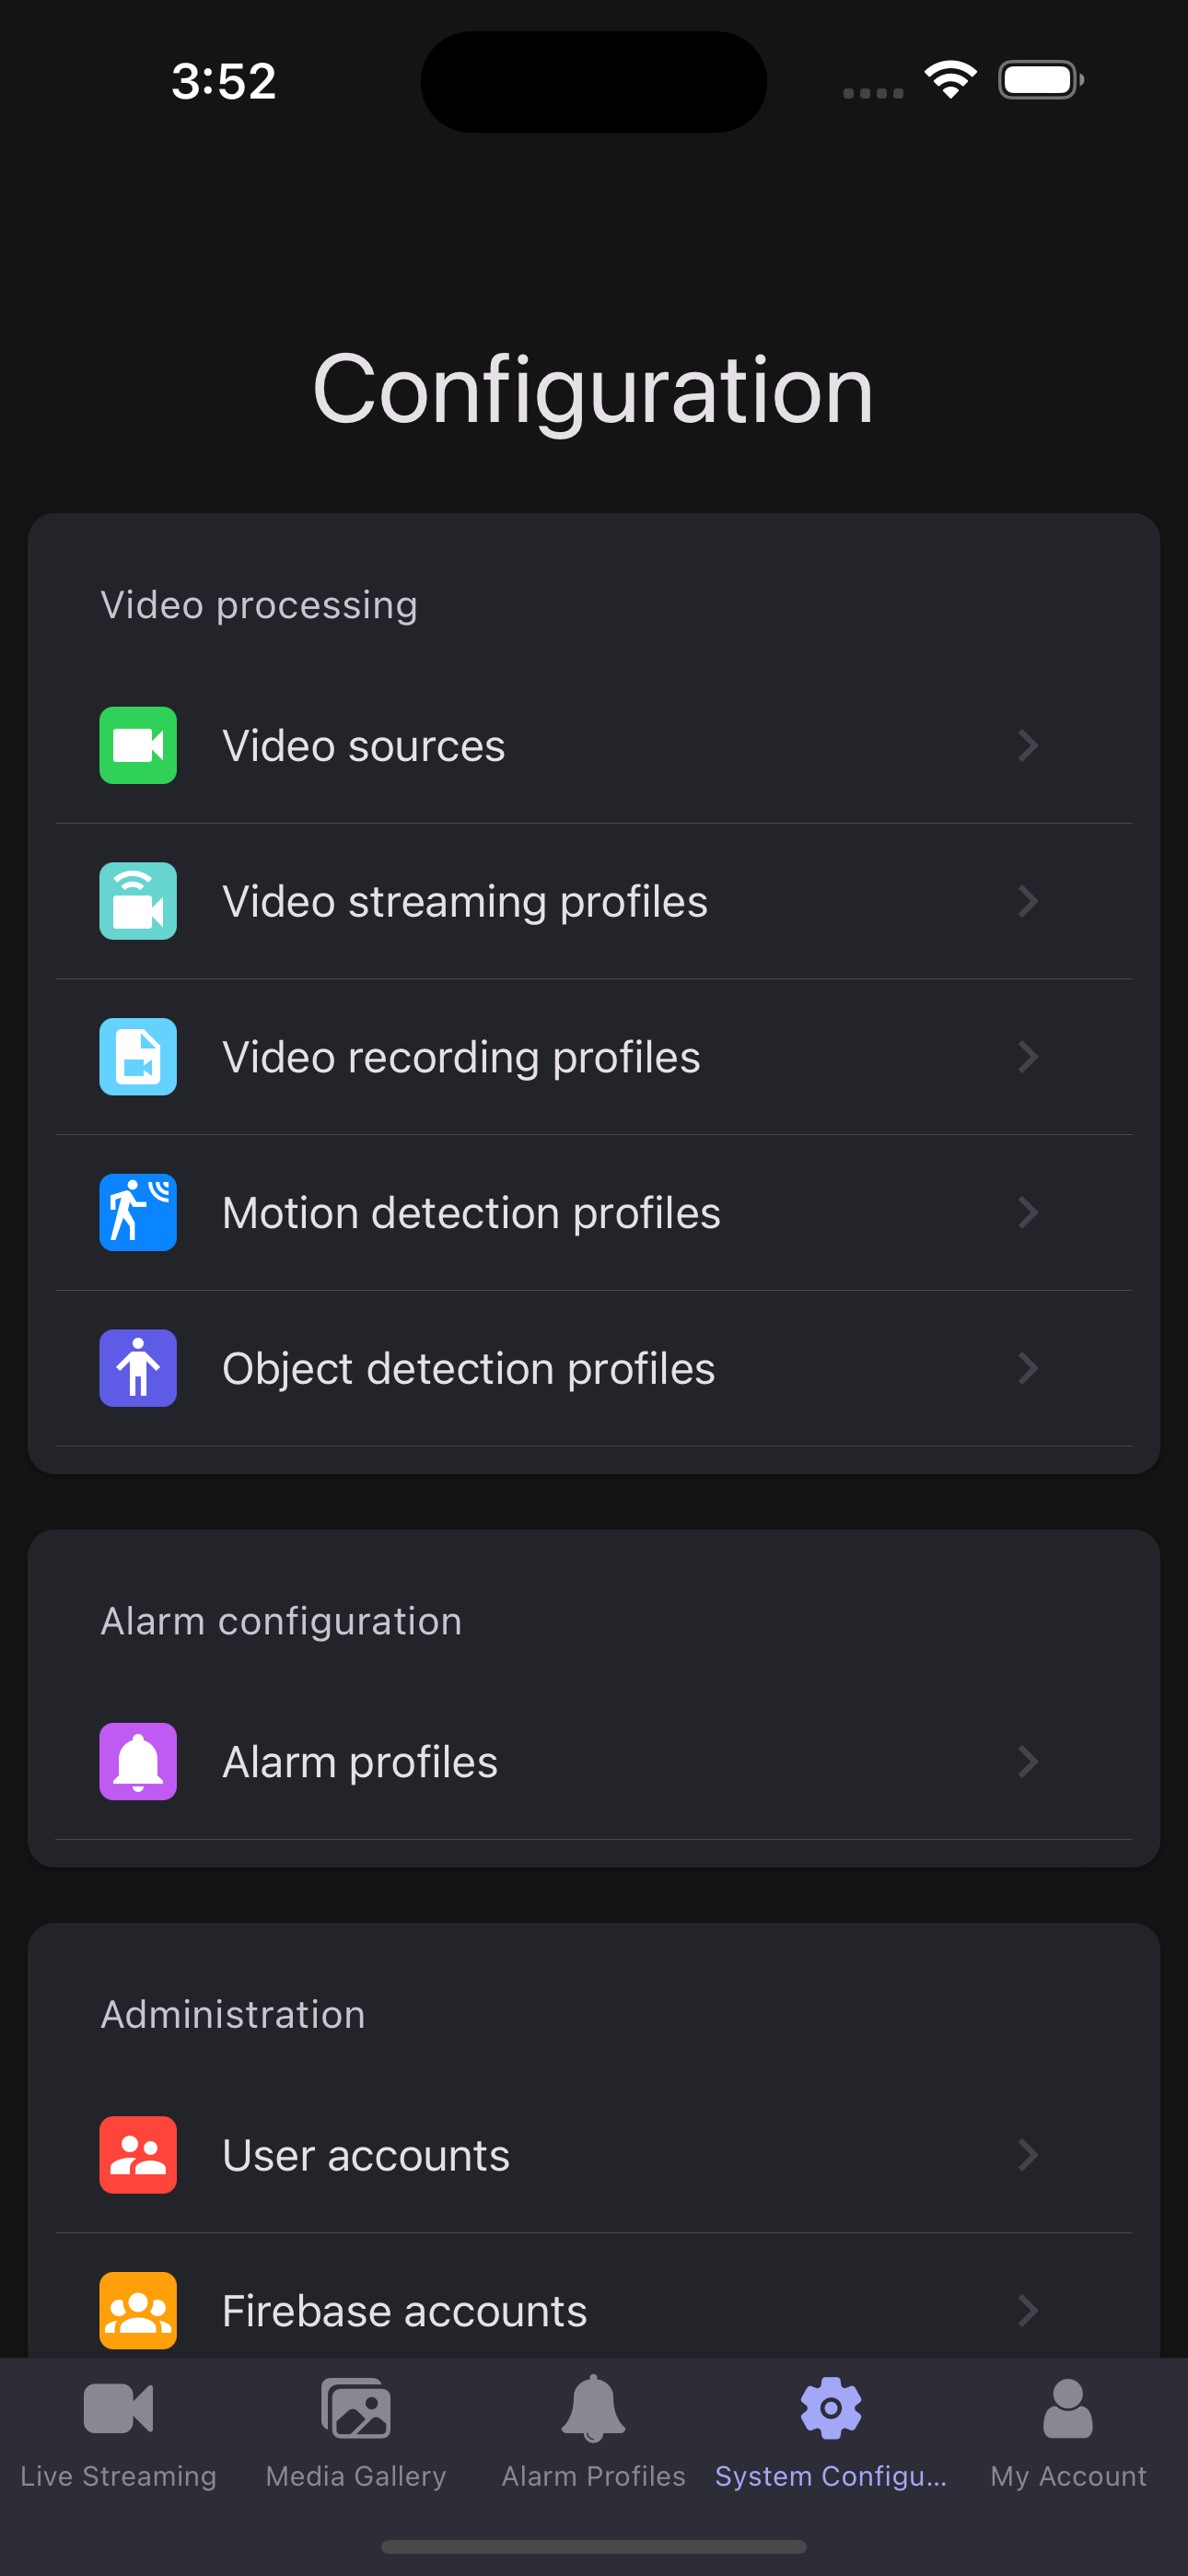 3:52
Configuration
Video processing
Video sources
Video streaming profiles
Video recording profiles
Motion detection profiles
Object detection profiles
Alarm configuration
Alarm profiles
Administration
User accounts
Firebase accounts
Live Streaming
Media Gallery
Alarm Profiles
System Configu...
My Account